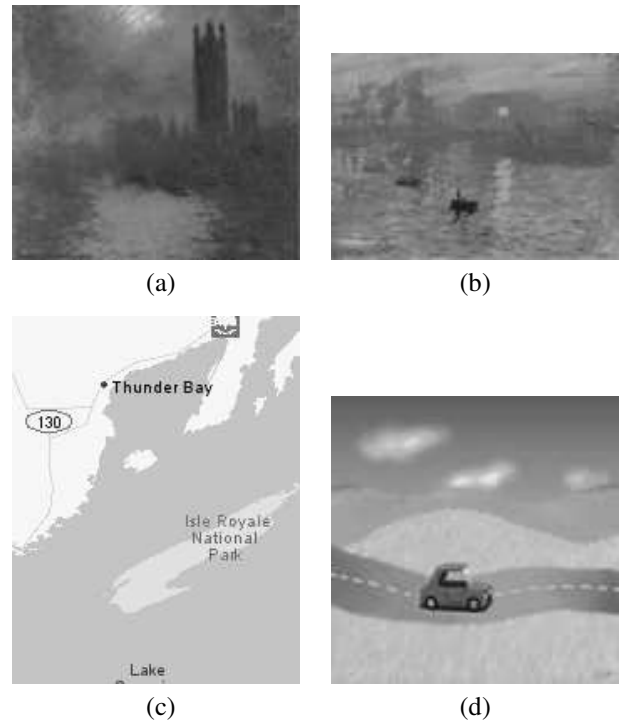 (a)
(b)
Thunder Bay
130
Isle Royale
National
Park
Lake
(c)
(d)